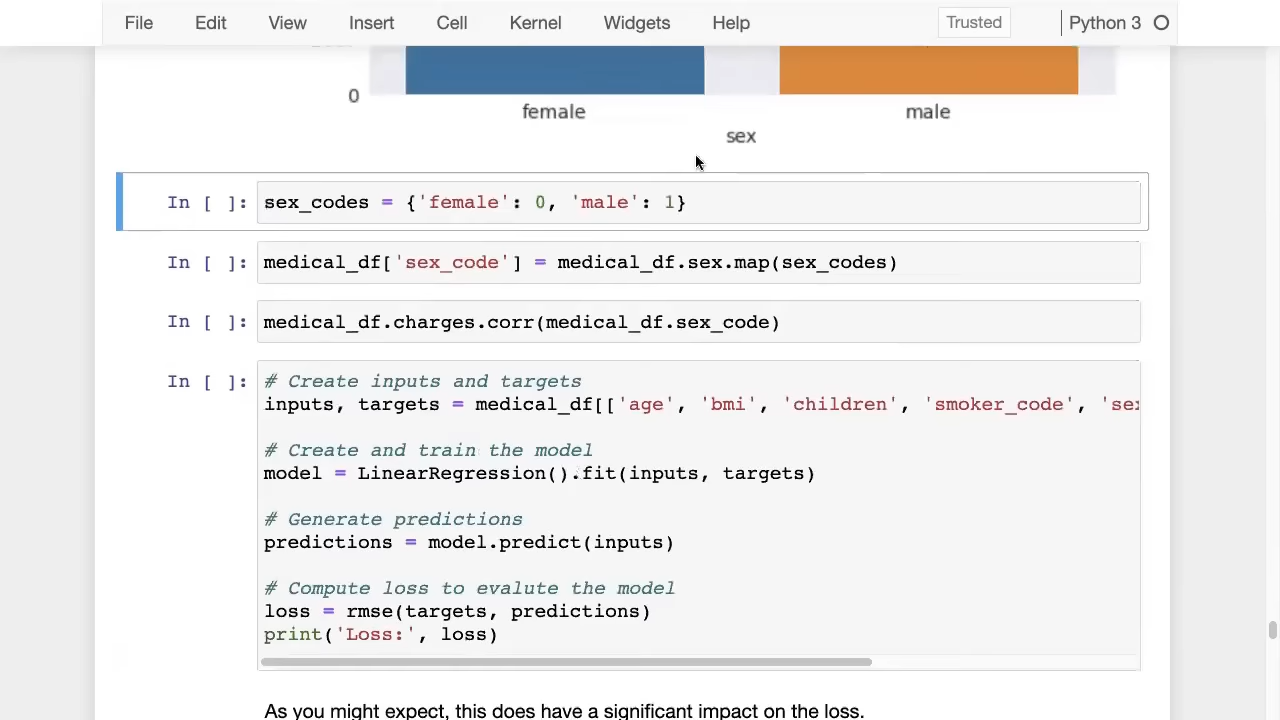 File Edit View Insert Cell Kernel Widgets Help Trusted Python 3
0
female male
sex
In [ ]: sex_codes = {'female': 0, 'male': 1}
In [ ]: medical_df['sex_code'] = medical_df.sex.map(sex_codes)
In [ ]: medical_df.charges.corr(medical_df.sex_code)
In [ ]: # Create inputs and targets
inputs, targets = medical_df[['age', 'bmi', 'children', 'smoker_code', 'sex
# Create and train the model
model = LinearRegression().fit(inputs, targets)
# Generate predictions
predictions = model.predict(inputs)
# Compute loss to evalute the model
loss = rmse(targets, predictions)
print('Loss:', loss)
As you might expect, this does have a significant impact on the loss.